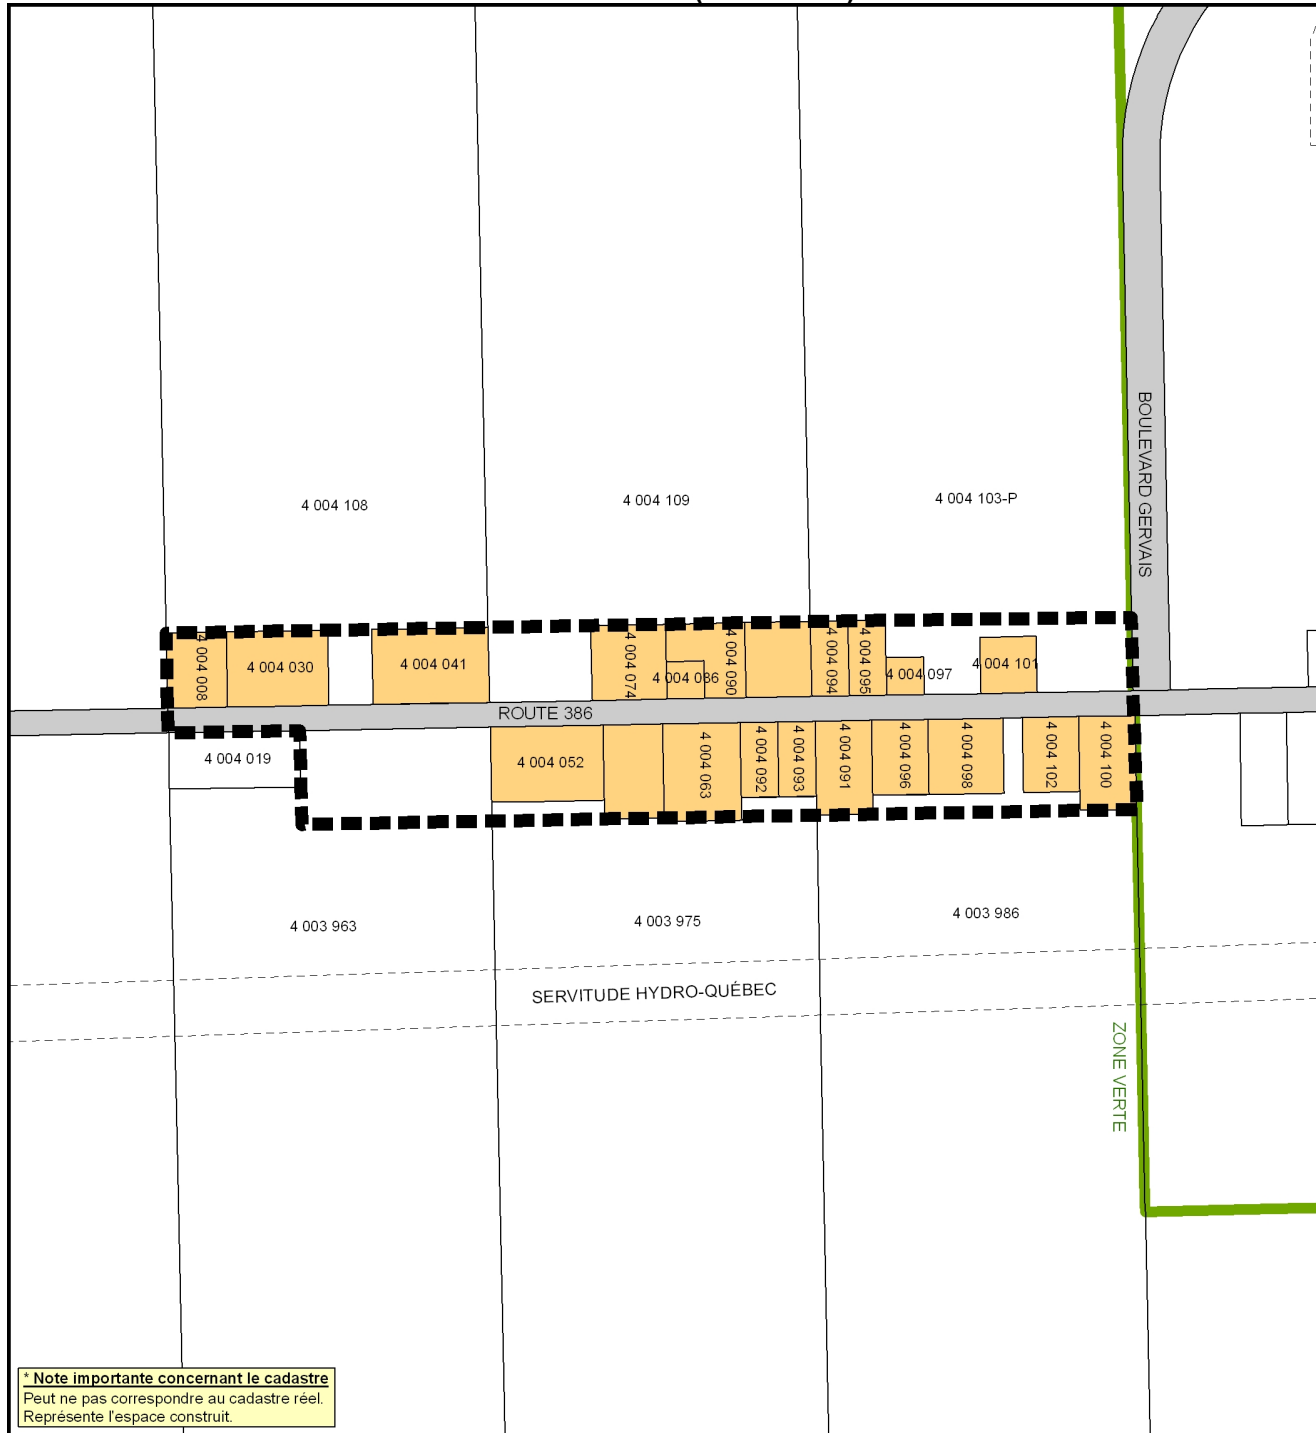 4 004 108
4 004 109
4 004 103-P
BOULEVARD GERVAIS
4 004 008
4 004 030
4 004 041
4 004 074
4 004 086
4 004 090
4 004 094
4 004 095
4 004 097
4 004 101
ROUTE 386
4 004 019
4 004 052
4 004 063
4 004 092
4 004 093
4 004 091
4 004 096
4 004 098
4 004 102
4 004 100
4 003 963
4 003 975
4 003 986
SERVITUDE HYDRO-QUÉBEC
ZONE VERTE
* Note importante concernant le cadastre
Peut ne pas correspondre au cadastre réel.
Représente l'espace construit.